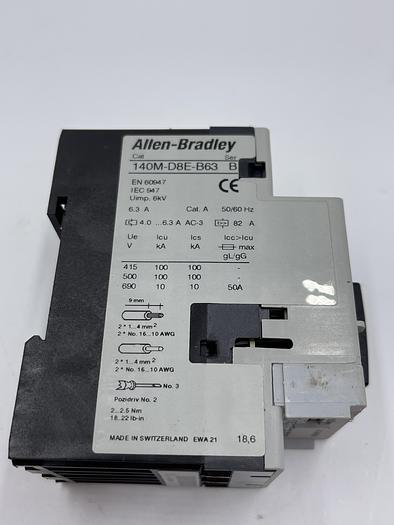 Allen-Bradley
Cat Ser
140M-D8E-B63 B
EN 60947
IEC 947
Uimp. 6kV
6.3 A Cat. A 50/60 Hz
4.0 ...6.3 A AC-3 82 A
Ue Icu Ics Icc>Icu
V kA kA max
gL/gG
415 100 100 -
500 100 100 -
690 10 10 50A
9 mm
2 * 1...4 mm²
2 * No. 16...10 AWG
2 * 1...4 mm²
2 * No. 16...10 AWG
No. 3
Pozidriv No. 2
2...2.5 Nm
18...22 lb-in
MADE IN SWITZERLAND EWA 21 18,6